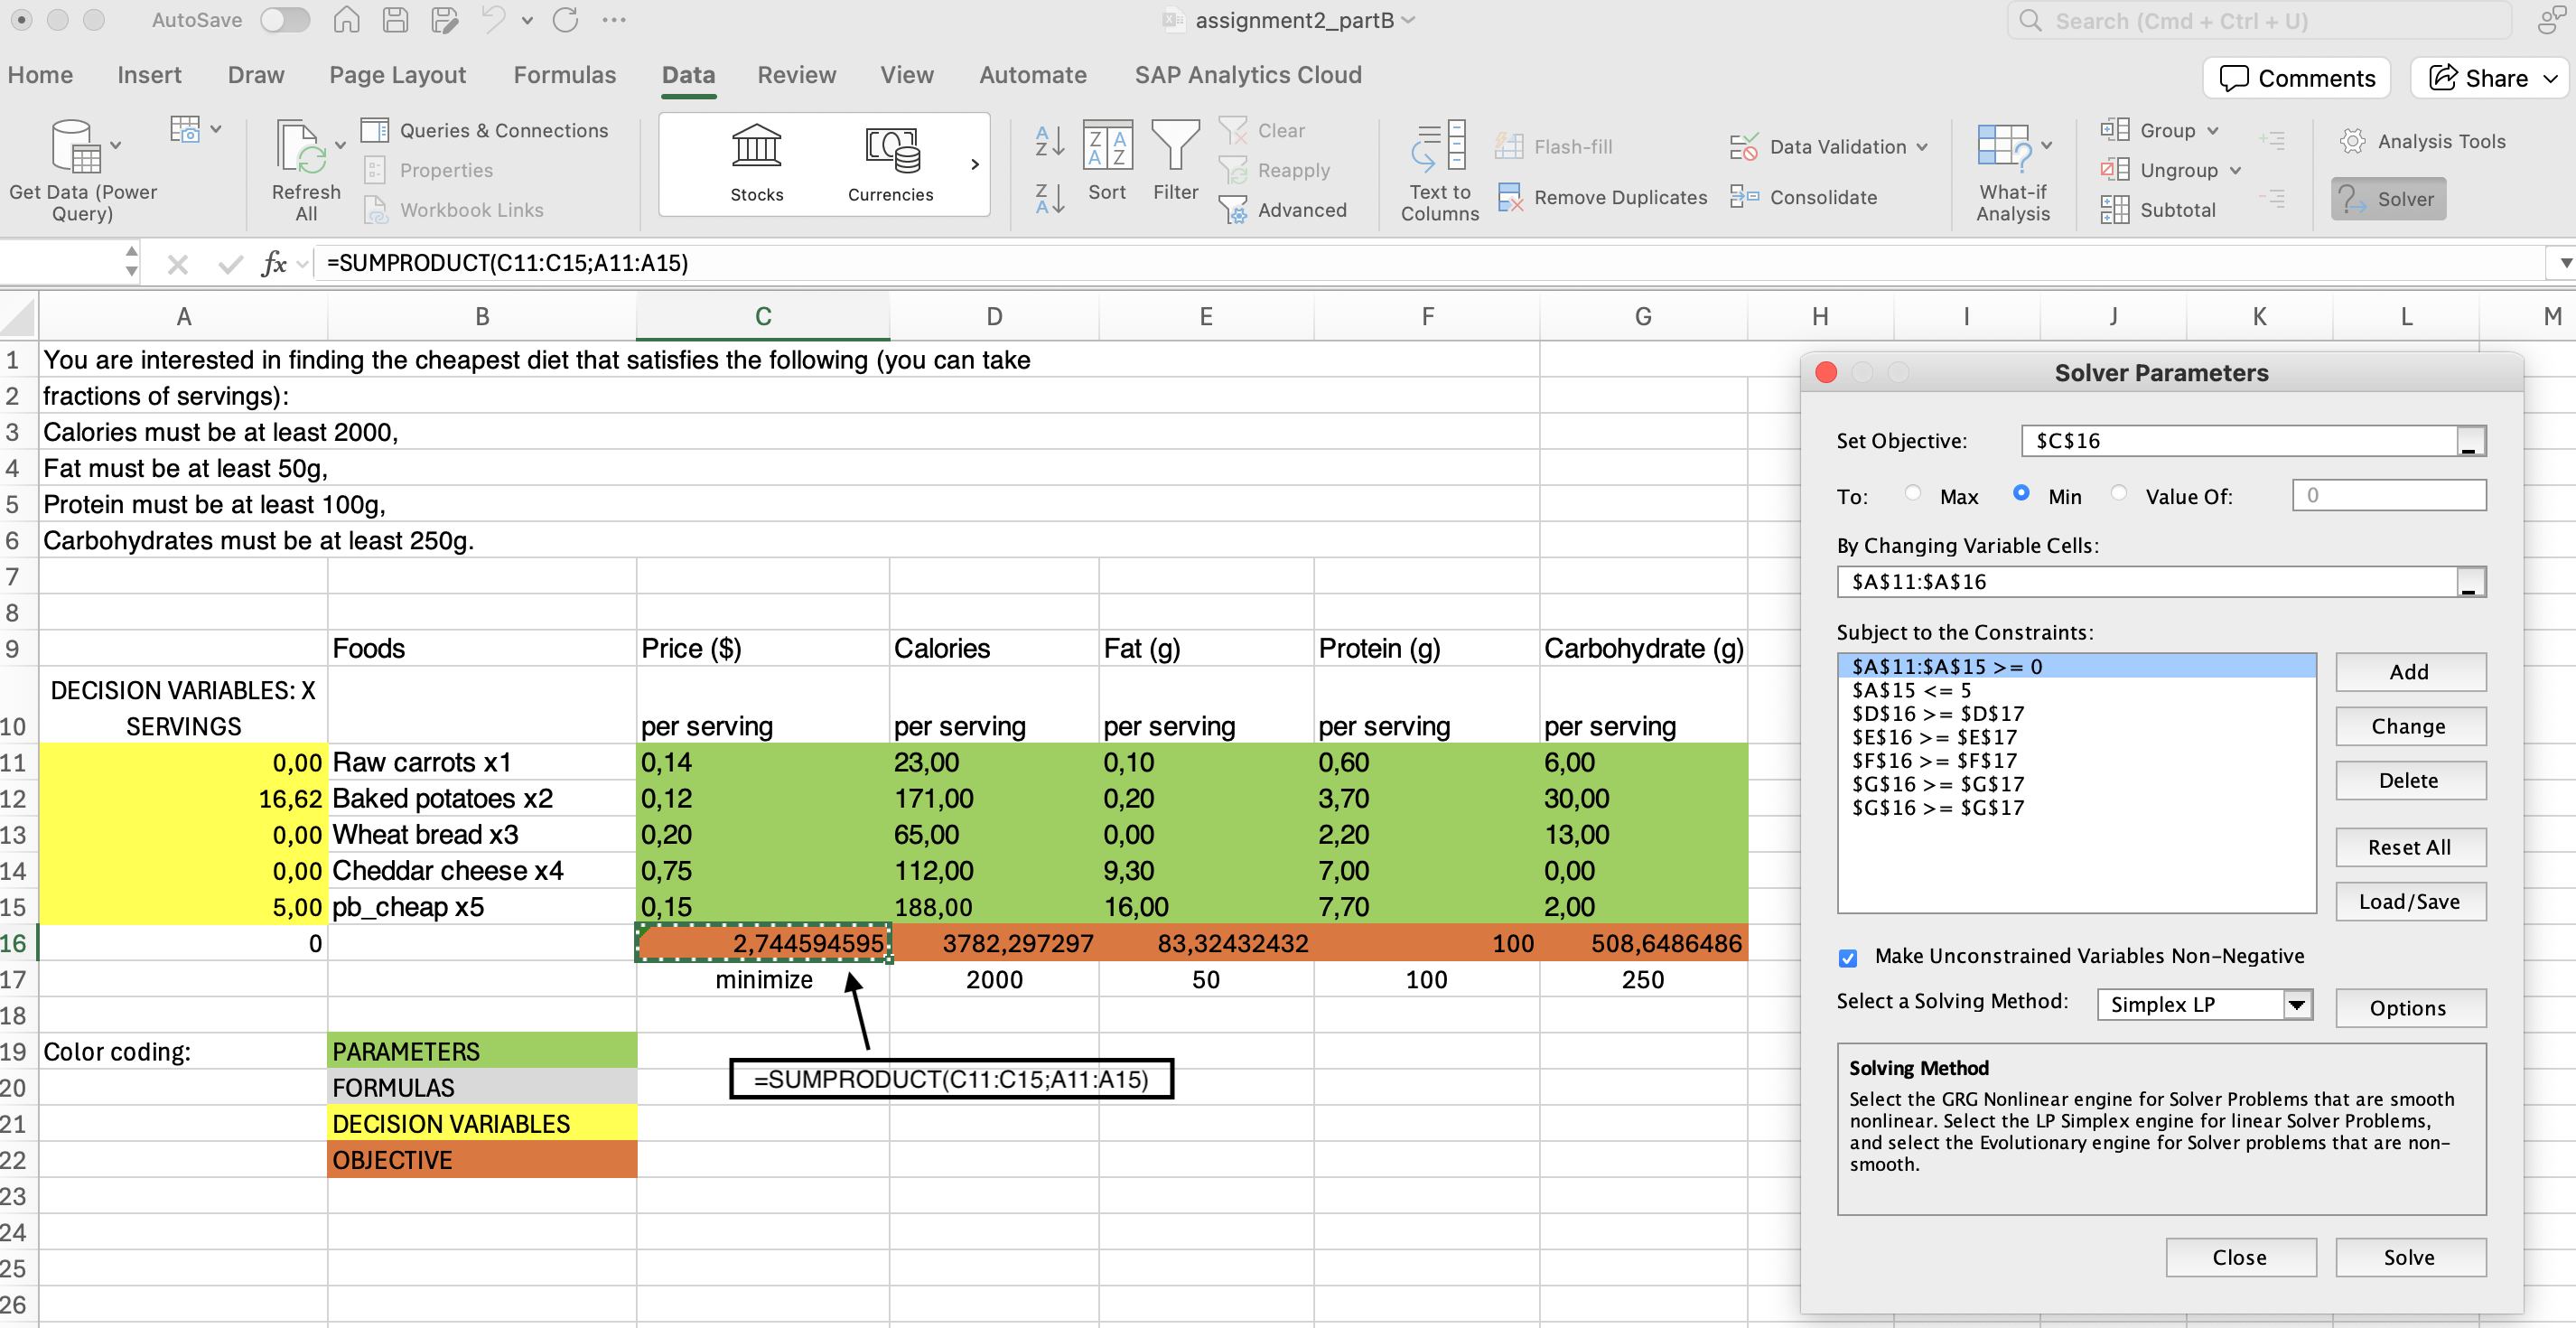 AutoSave
assignment2_partB
Search (Cmd + Ctrl + U)
Home Insert Draw Page Layout Formulas Data Review View Automate SAP Analytics Cloud
Comments Share
Get Data (Power Query)
Refresh All
Queries & Connections
Properties
Workbook Links
Stocks Currencies
Sort Filter
Clear
Reapply
Advanced
Text to Columns
Flash-fill
Remove Duplicates
Data Validation
Consolidate
What-if Analysis
Group
Ungroup
Subtotal
Analysis Tools
Solver
fx =SUMPRODUCT(C11:C15;A11:A15)
A B C D E F G H I J K L M
1 You are interested in finding the cheapest diet that satisfies the following (you can take
2 fractions of servings):
3 Calories must be at least 2000,
4 Fat must be at least 50g,
5 Protein must be at least 100g,
6 Carbohydrates must be at least 250g.
7
8
9 Foods Price ($) Calories Fat (g) Protein (g) Carbohydrate (g)
10 DECISION VARIABLES: X SERVINGS per serving per serving per serving per serving per serving
11 0,00 Raw carrots x1 0,14 23,00 0,10 0,60 6,00
12 16,62 Baked potatoes x2 0,12 171,00 0,20 3,70 30,00
13 0,00 Wheat bread x3 0,20 65,00 0,00 2,20 13,00
14 0,00 Cheddar cheese x4 0,75 112,00 9,30 7,00 0,00
15 5,00 pb_cheap x5 0,15 188,00 16,00 7,70 2,00
16 0 2,744594595 3782,297297 83,32432432 100 508,6486486
17 minimize 2000 50 100 250
18
19 Color coding: PARAMETERS
20 FORMULAS
=SUMPRODUCT(C11:C15;A11:A15)
21 DECISION VARIABLES
22 OBJECTIVE
23
24
25
26
Solver Parameters
Set Objective: $C$16
To: Max Min Value Of: 0
By Changing Variable Cells:
$A$11:$A$16
Subject to the Constraints:
$A$11:$A$15 >= 0
$A$15 <= 5
$D$16 >= $D$17
$E$16 >= $E$17
$F$16 >= $F$17
$G$16 >= $G$17
$G$16 >= $G$17
Add
Change
Delete
Reset All
Load/Save
Make Unconstrained Variables Non-Negative
Select a Solving Method: Simplex LP Options
Solving Method
Select the GRG Nonlinear engine for Solver Problems that are smooth
nonlinear. Select the LP Simplex engine for linear Solver Problems,
and select the Evolutionary engine for Solver problems that are non-
smooth.
Close Solve